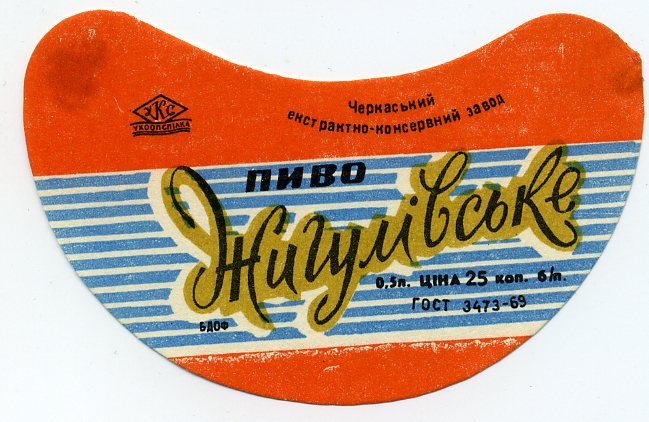 УКС
УКООПСПІЛКА
Черкаський
екстрактно-консервний завод
ПИВО
Жигулівське
0,5л. ЦІНА 25 коп. б/п.
ГОСТ 3473-69
БДОФ